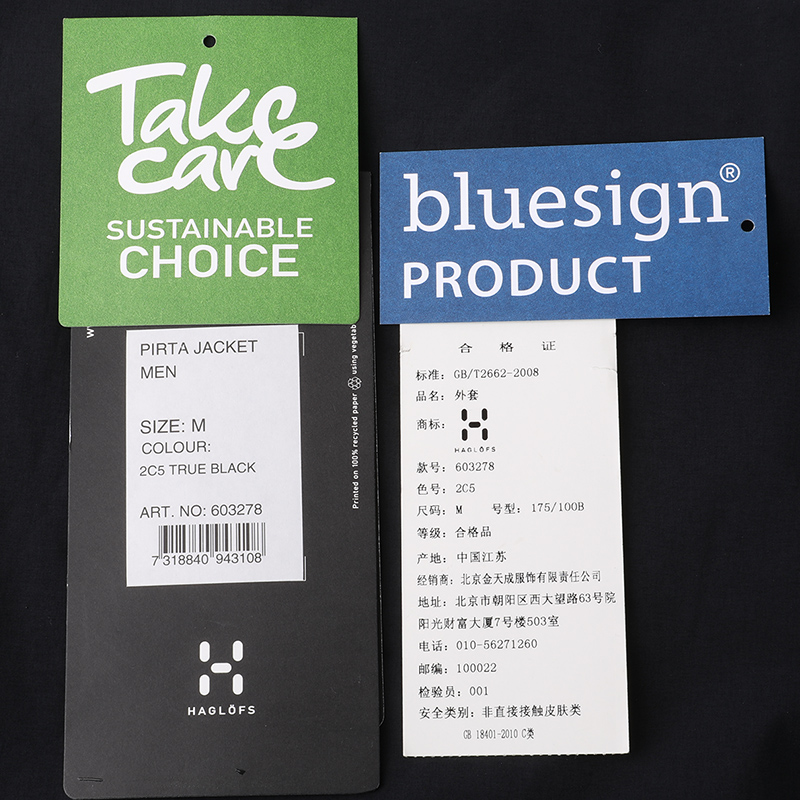 Take
care
SUSTAINABLE
CHOICE
bluesign®
PRODUCT
PIRTA JACKET
MEN
SIZE: M
COLOUR:
2C5 TRUE BLACK
ART. NO: 603278
7 318840 943108
HAGLÖFS
Printed on 100% recycled paper using vegetab
合 格 证
标准: GB/T2662-2008
品名: 外套
商标:
HAGLÖFS
款号: 603278
色号: 2C5
尺码: M 号型: 175/100B
等级: 合格品
产地: 中国江苏
经销商: 北京金天成服饰有限责任公司
地址: 北京市朝阳区西大望路63号院
阳光财富大厦7号楼503室
电话: 010-56271260
邮编: 100022
检验员: 001
安全类别: 非直接接触皮肤类
GB 18401-2010 C类